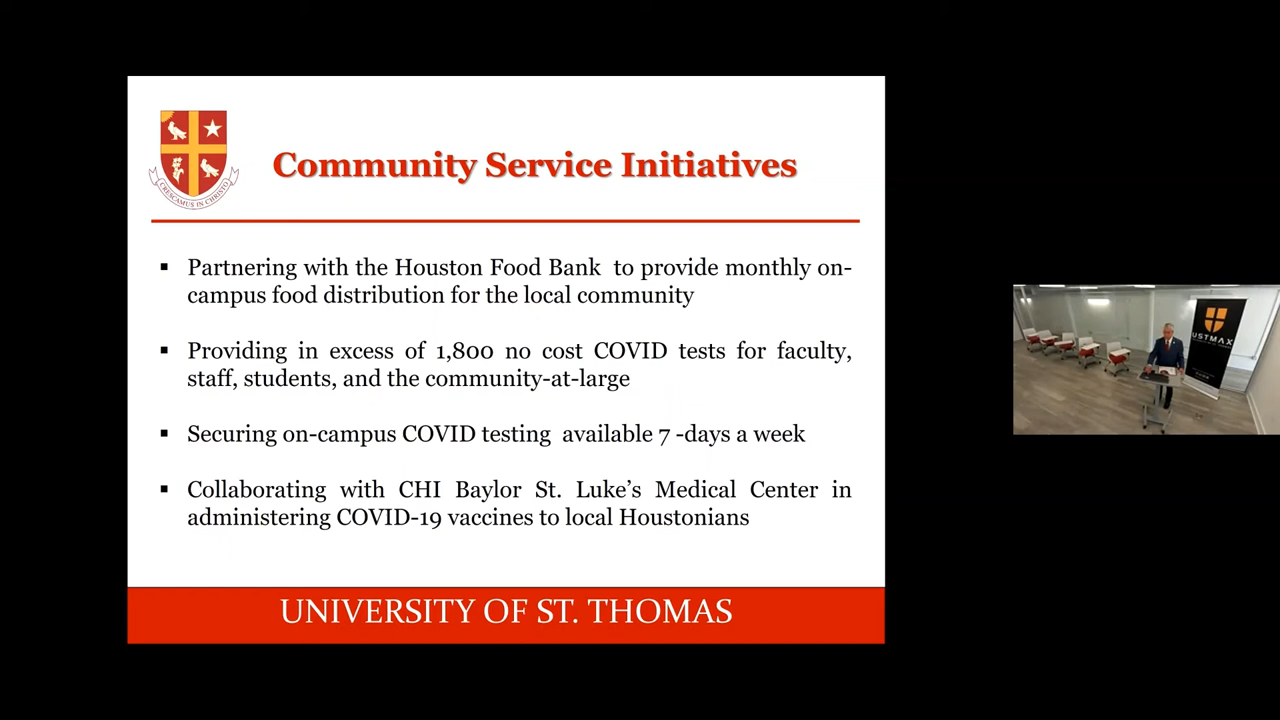 CRESCAMUS IN CHRISTO
Community Service Initiatives
▪ Partnering with the Houston Food Bank  to provide monthly on-
campus food distribution for the local community
▪ Providing in excess of 1,800 no cost COVID tests for faculty,
staff, students, and the community-at-large
▪ Securing on-campus COVID testing  available 7 -days a week
▪ Collaborating with CHI Baylor St. Luke’s Medical Center in
administering COVID-19 vaccines to local Houstonians
UNIVERSITY OF ST. THOMAS
USTMAX